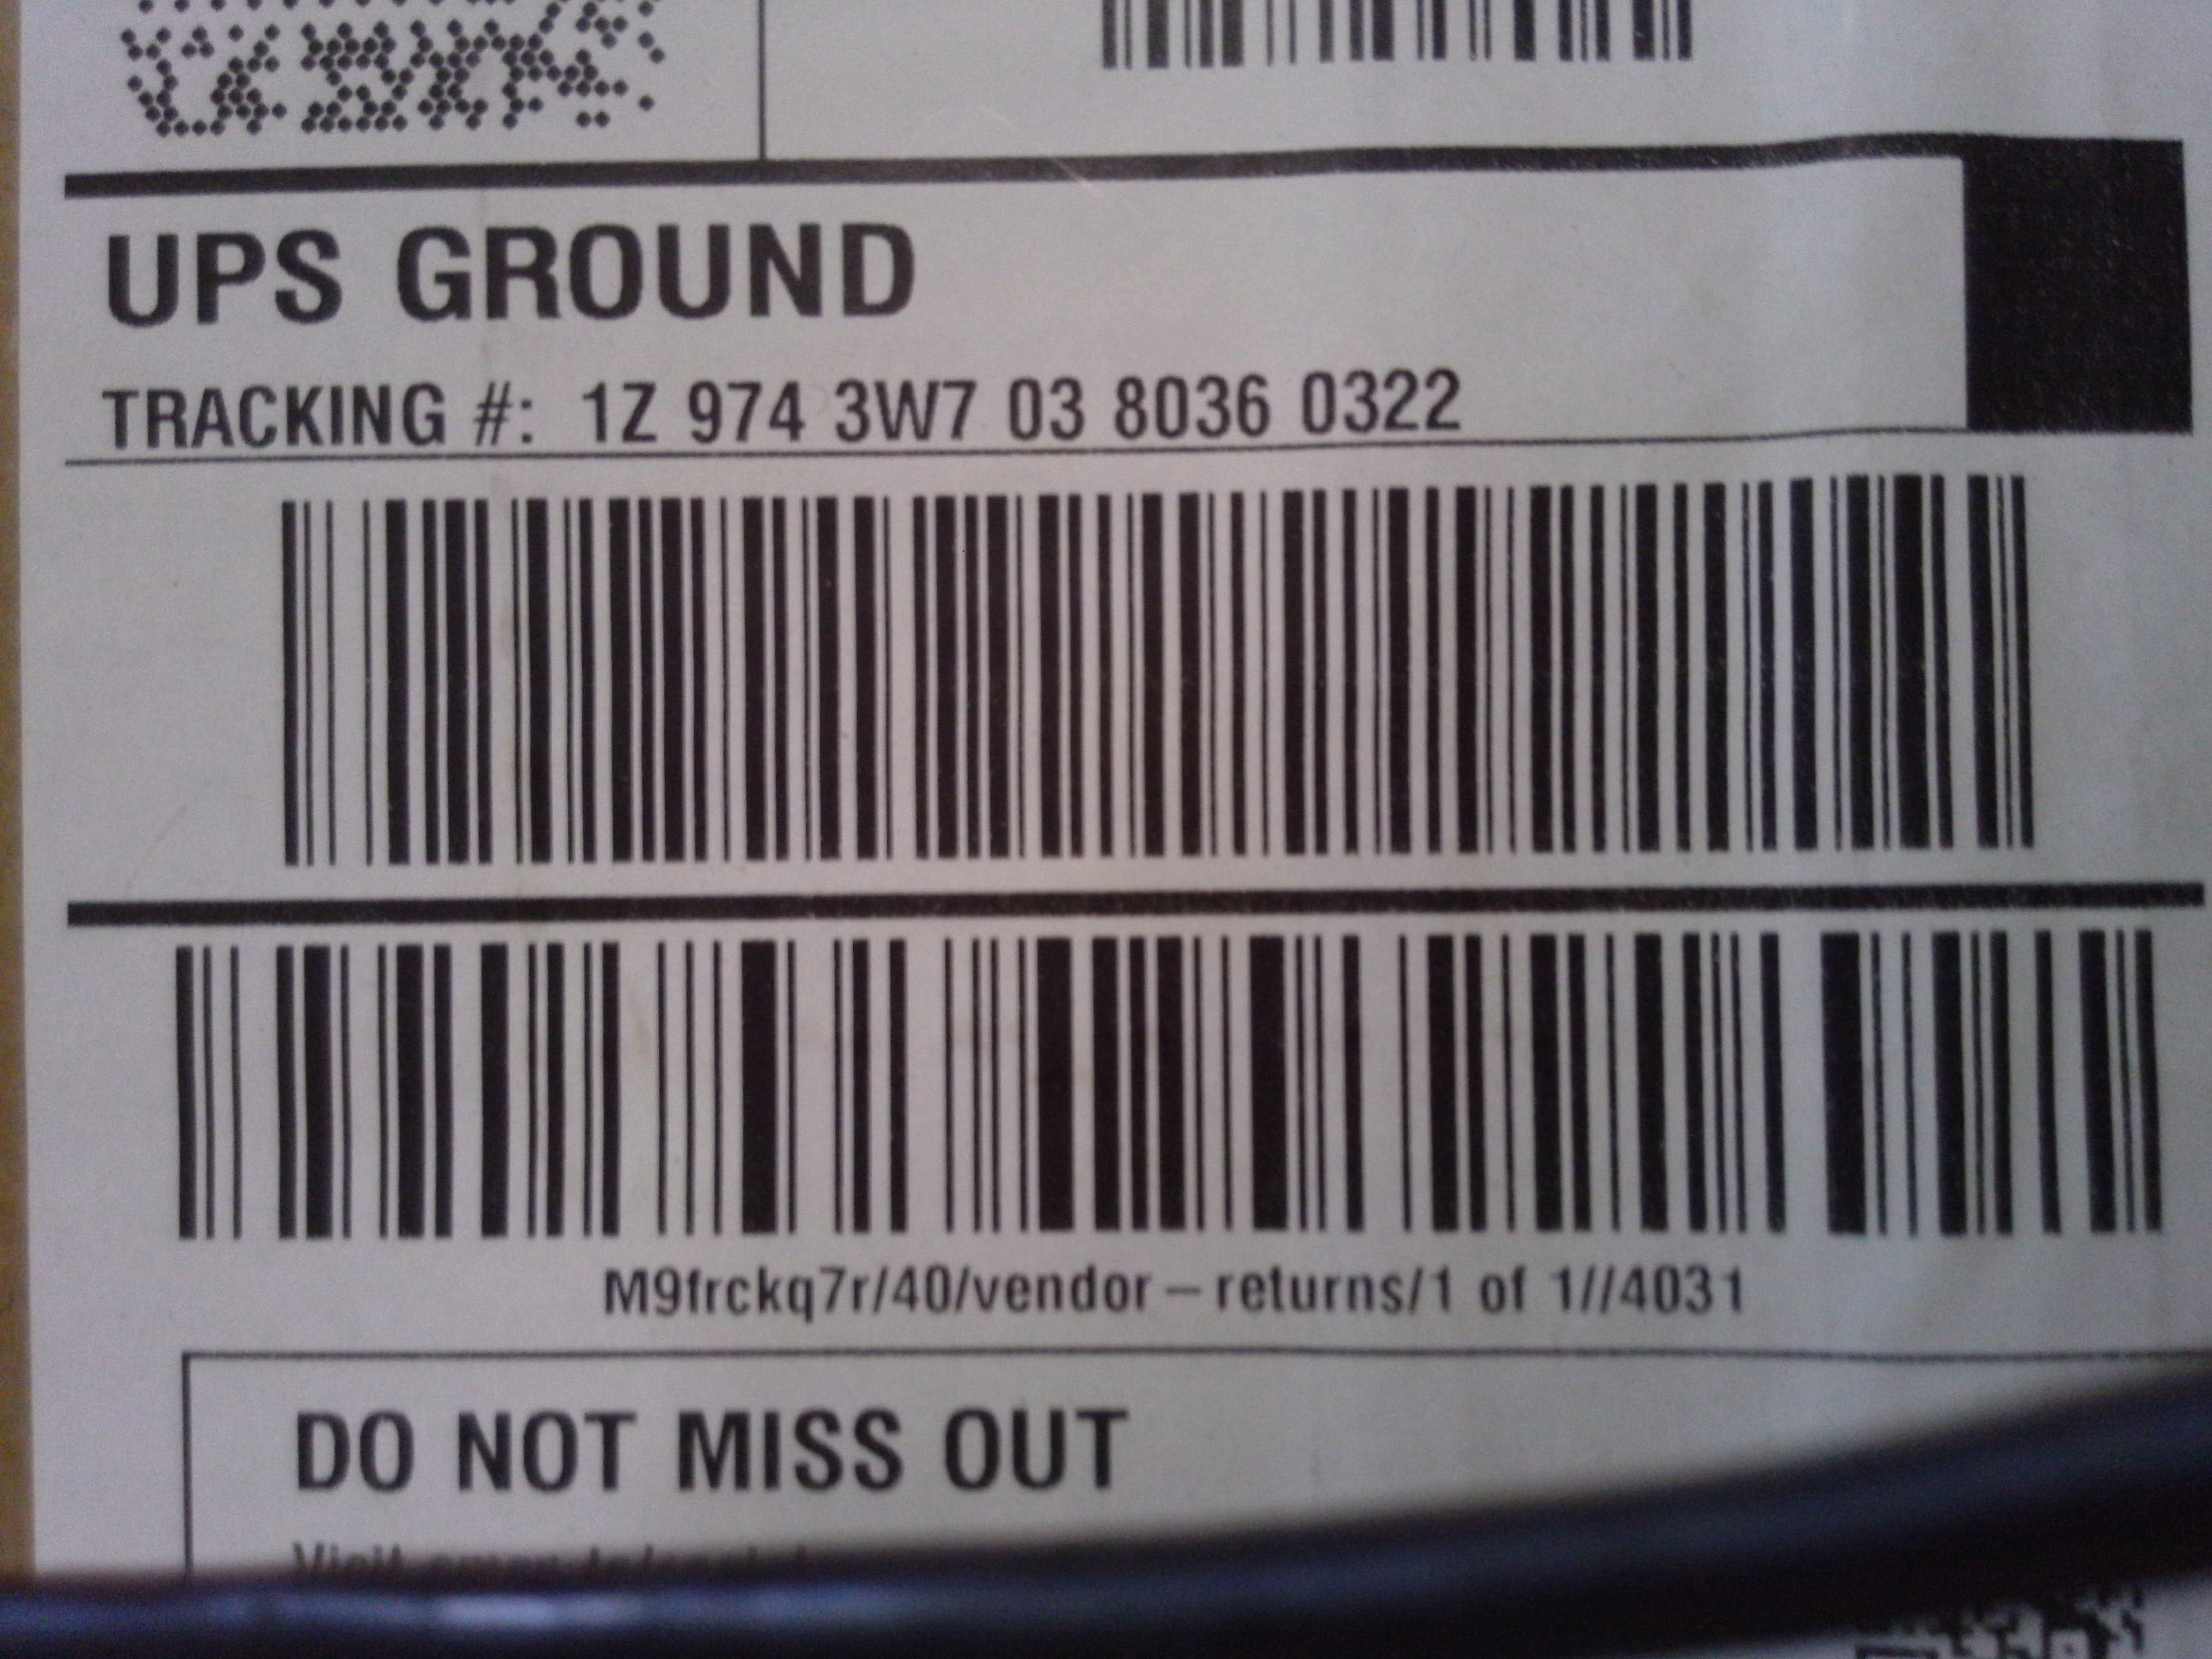 UPS GROUND
TRACKING #: 1Z 974 3W7 03 8036 0322
M9frckq7r/40/vendor – returns/1 of 1//4031
DO NOT MISS OUT
Visit